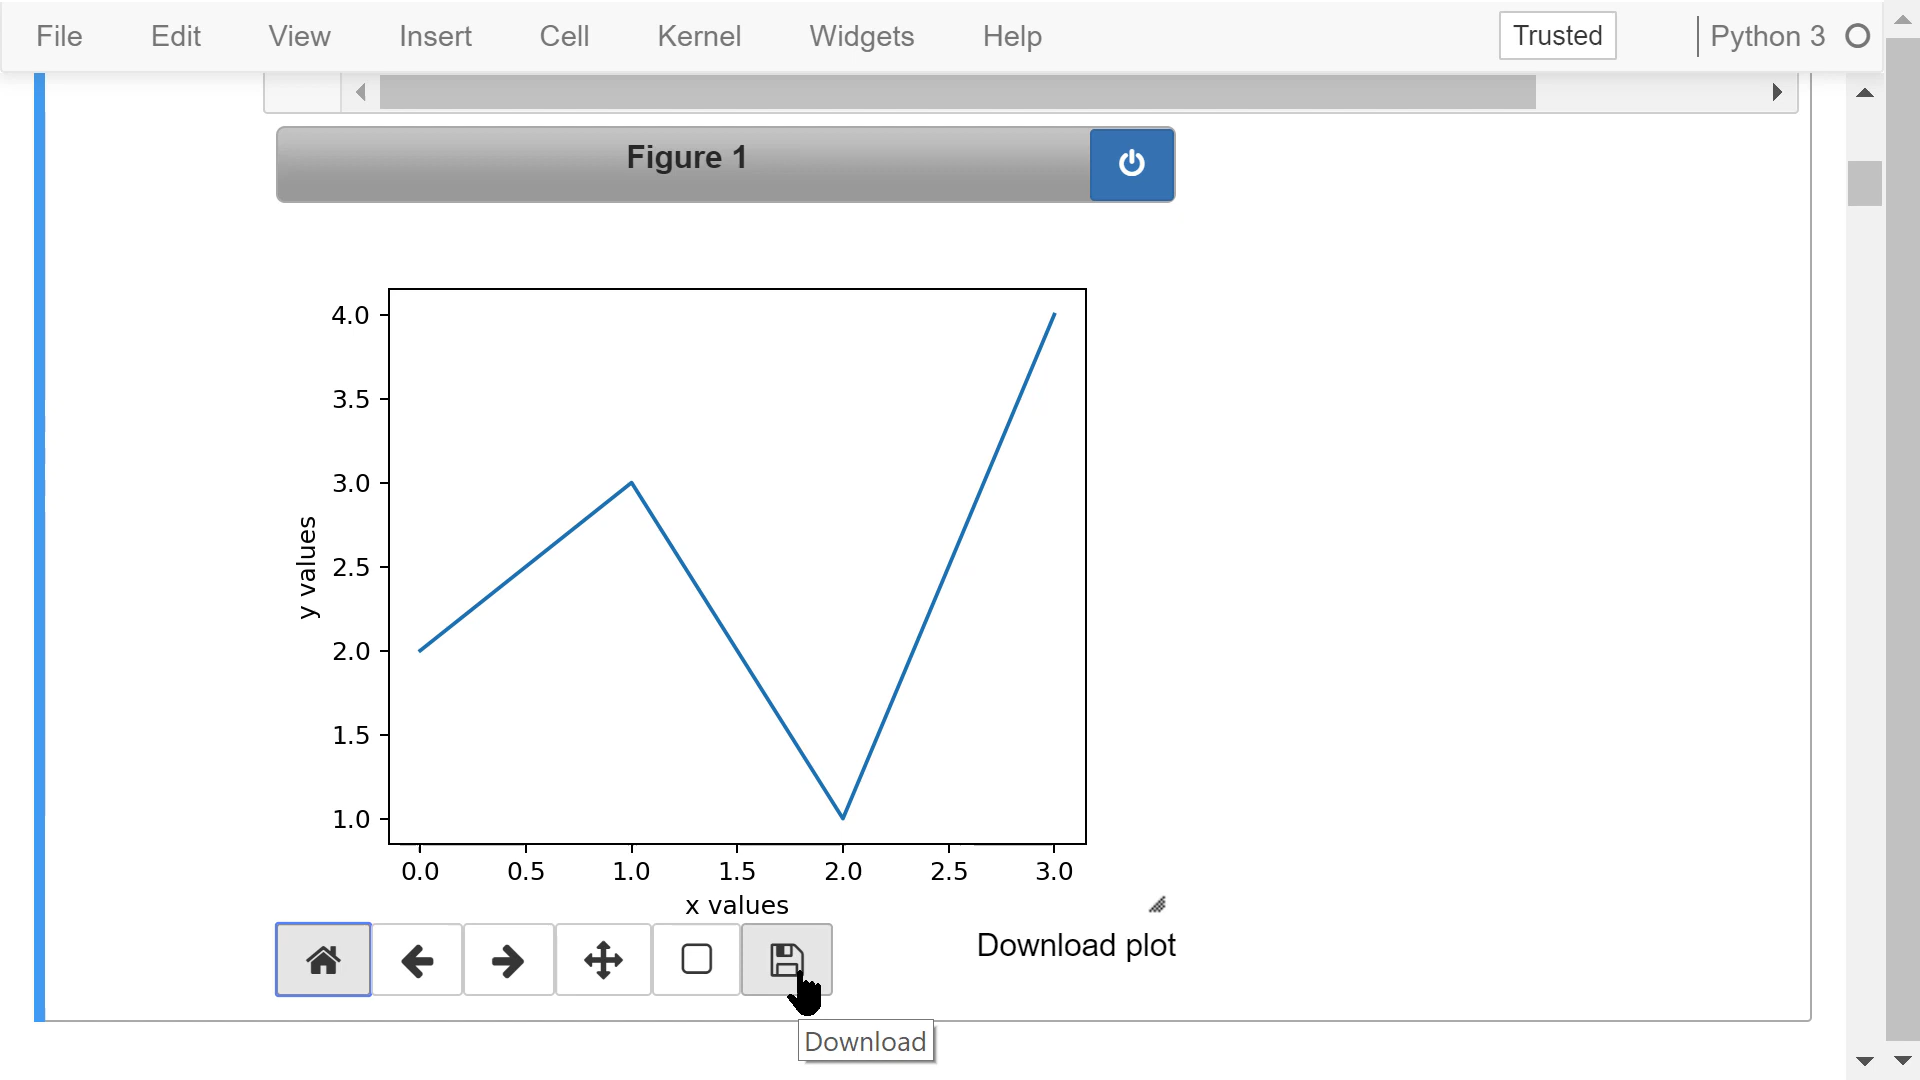 File Edit View Insert Cell Kernel Widgets Help Trusted Python 3
Figure 1
4.0
3.5
3.0
2.5
2.0
1.5
1.0
y values
0.0 0.5 1.0 1.5 2.0 2.5 3.0
x values
Download plot
Download